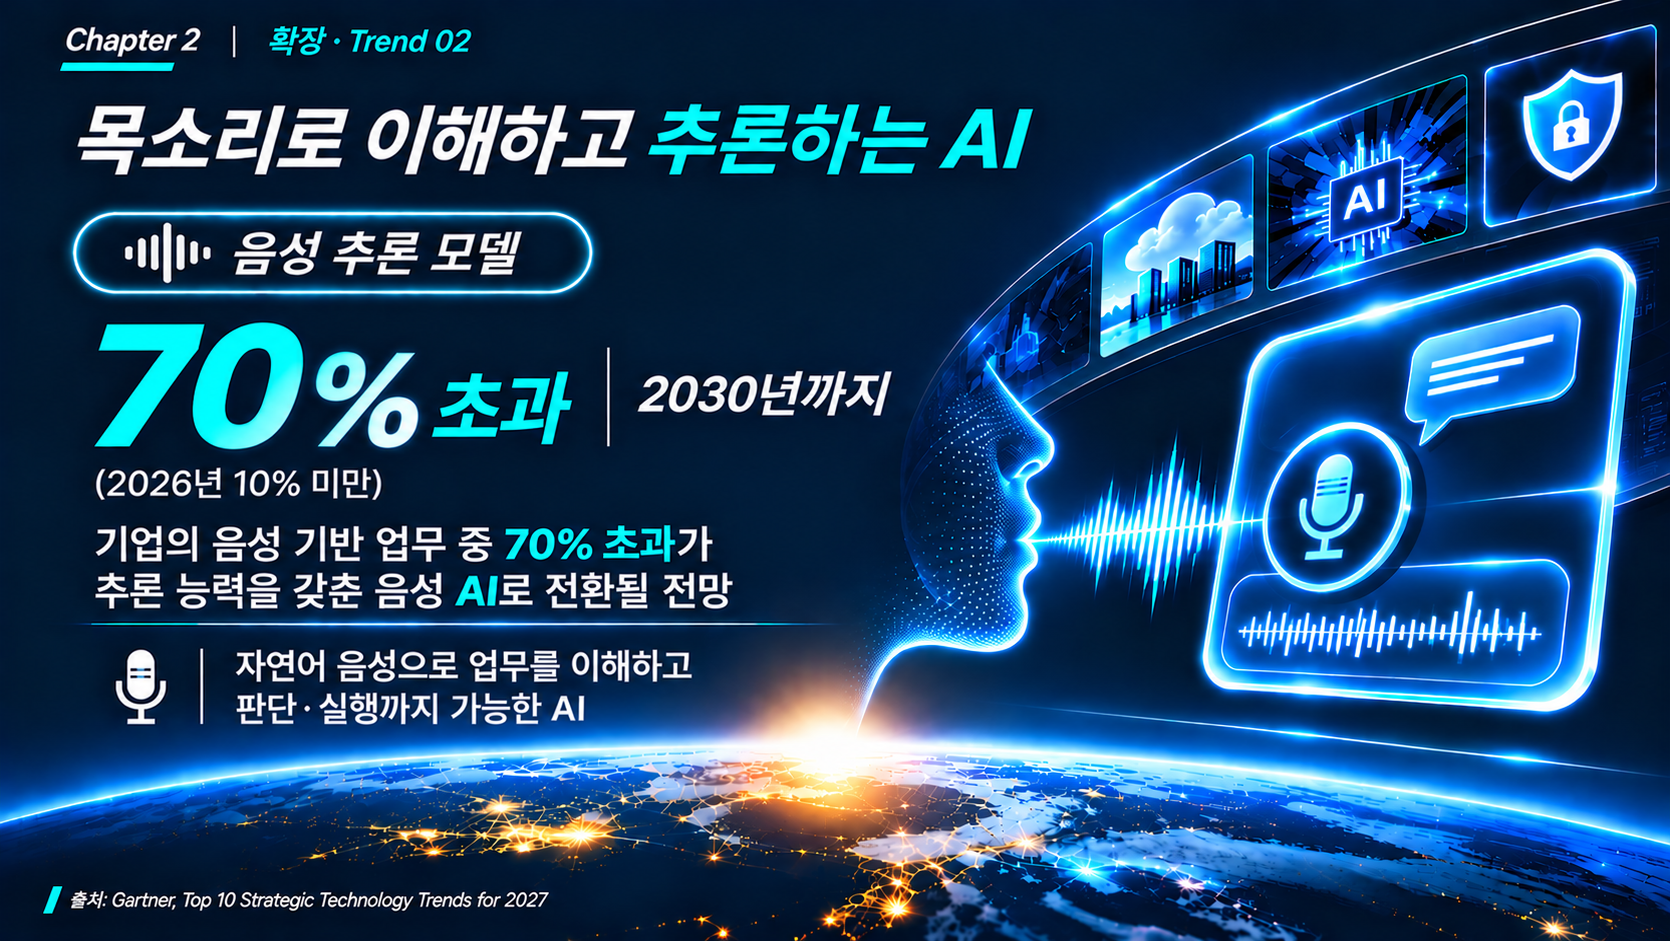 Chapter 2 | 확장 · Trend 02
목소리로 이해하고 추론하는 AI
음성 추론 모델
70% 초과 | 2030년까지
(2026년 10% 미만)
기업의 음성 기반 업무 중 70% 초과가
추론 능력을 갖춘 음성 AI로 전환될 전망
자연어 음성으로 업무를 이해하고
판단 · 실행까지 가능한 AI
AI
출처: Gartner, Top 10 Strategic Technology Trends for 2027